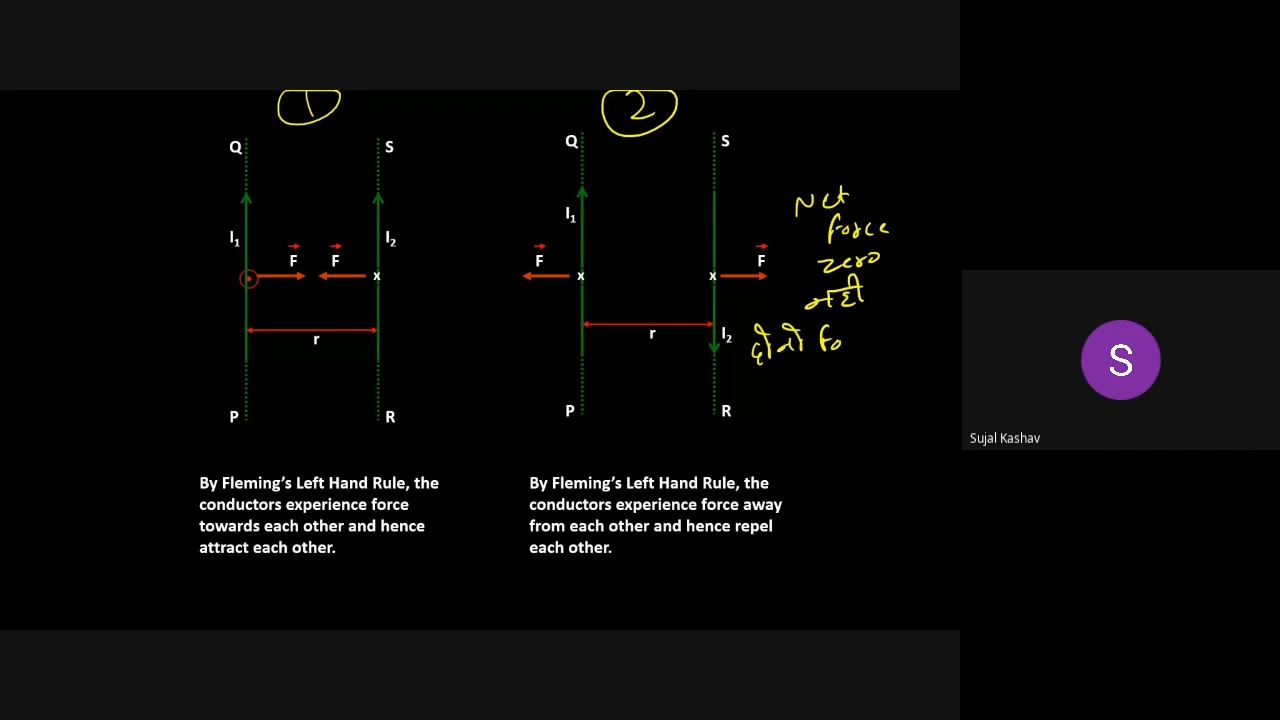 1
2
Q
S
Q
S
I₁
I₂
I₁
F
F
F
F
x
x
x
r
r
I₂
P
R
P
R
Net
force
zero
नहीं
दोनो Fo
By Fleming's Left Hand Rule, the
conductors experience force
towards each other and hence
attract each other.
By Fleming's Left Hand Rule, the
conductors experience force away
from each other and hence repel
each other.
S
Sujal Kashav